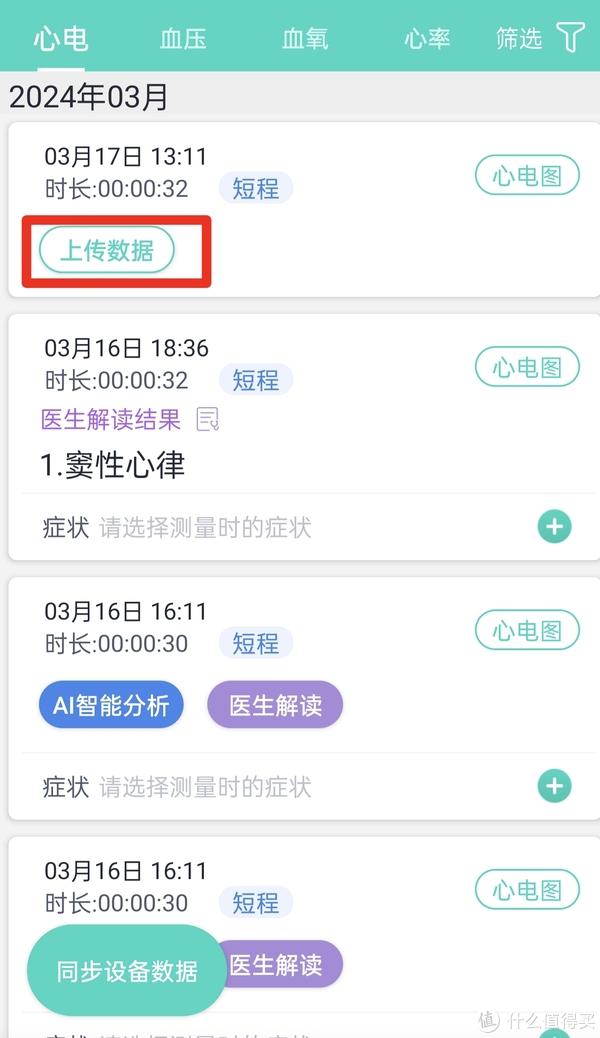 心电 血压 血氧 心率 筛选
2024年03月
03月17日 13:11
心电图
时长:00:00:32 短程
上传数据
03月16日 18:36
心电图
时长:00:00:32 短程
医生解读结果
1.窦性心律
症状 请选择测量时的症状
03月16日 16:11
心电图
时长:00:00:30 短程
AI智能分析 医生解读
症状 请选择测量时的症状
03月16日 16:11
心电图
时长:00:00:30 短程
同步设备数据 医生解读
值 什么值得买